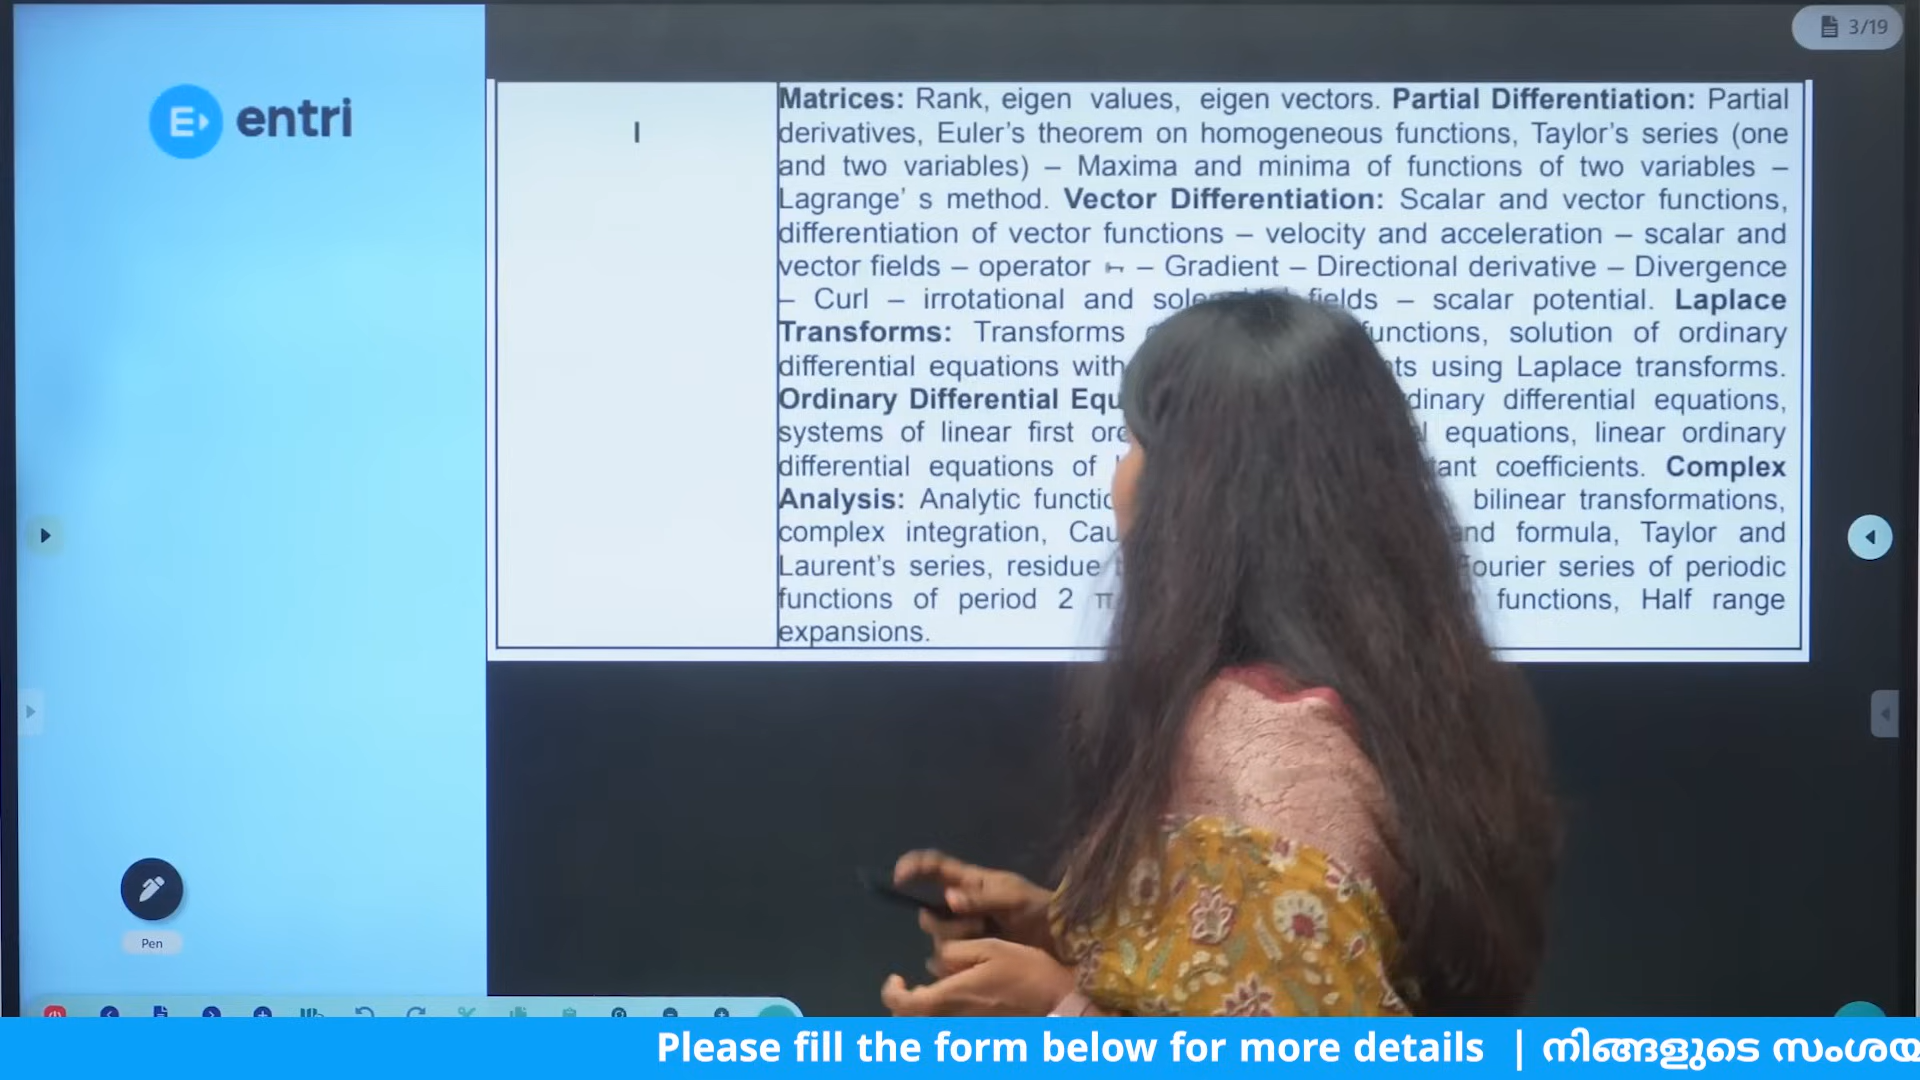 3/19
entri
I
Matrices: Rank, eigen values, eigen vectors. Partial Differentiation: Partial
derivatives, Euler's theorem on homogeneous functions, Taylor's series (one
and two variables) – Maxima and minima of functions of two variables –
Lagrange' s method. Vector Differentiation: Scalar and vector functions,
differentiation of vector functions – velocity and acceleration – scalar and
vector fields – operator – Gradient – Directional derivative – Divergence
– Curl – irrotational and fields – scalar potential. Laplace
Transforms: Transforms functions, solution of ordinary
differential equations with using Laplace transforms.
Ordinary Differential differential equations,
systems of linear first equations, linear ordinary
differential equations of coefficients. Complex
Analysis: Analytic bilinear transformations,
complex integration, and formula, Taylor and
Laurent's series, residue Fourier series of periodic
functions of period 2 π functions, Half range
expansions.
Pen
Please fill the form below for more details | നിങ്ങളുടെ